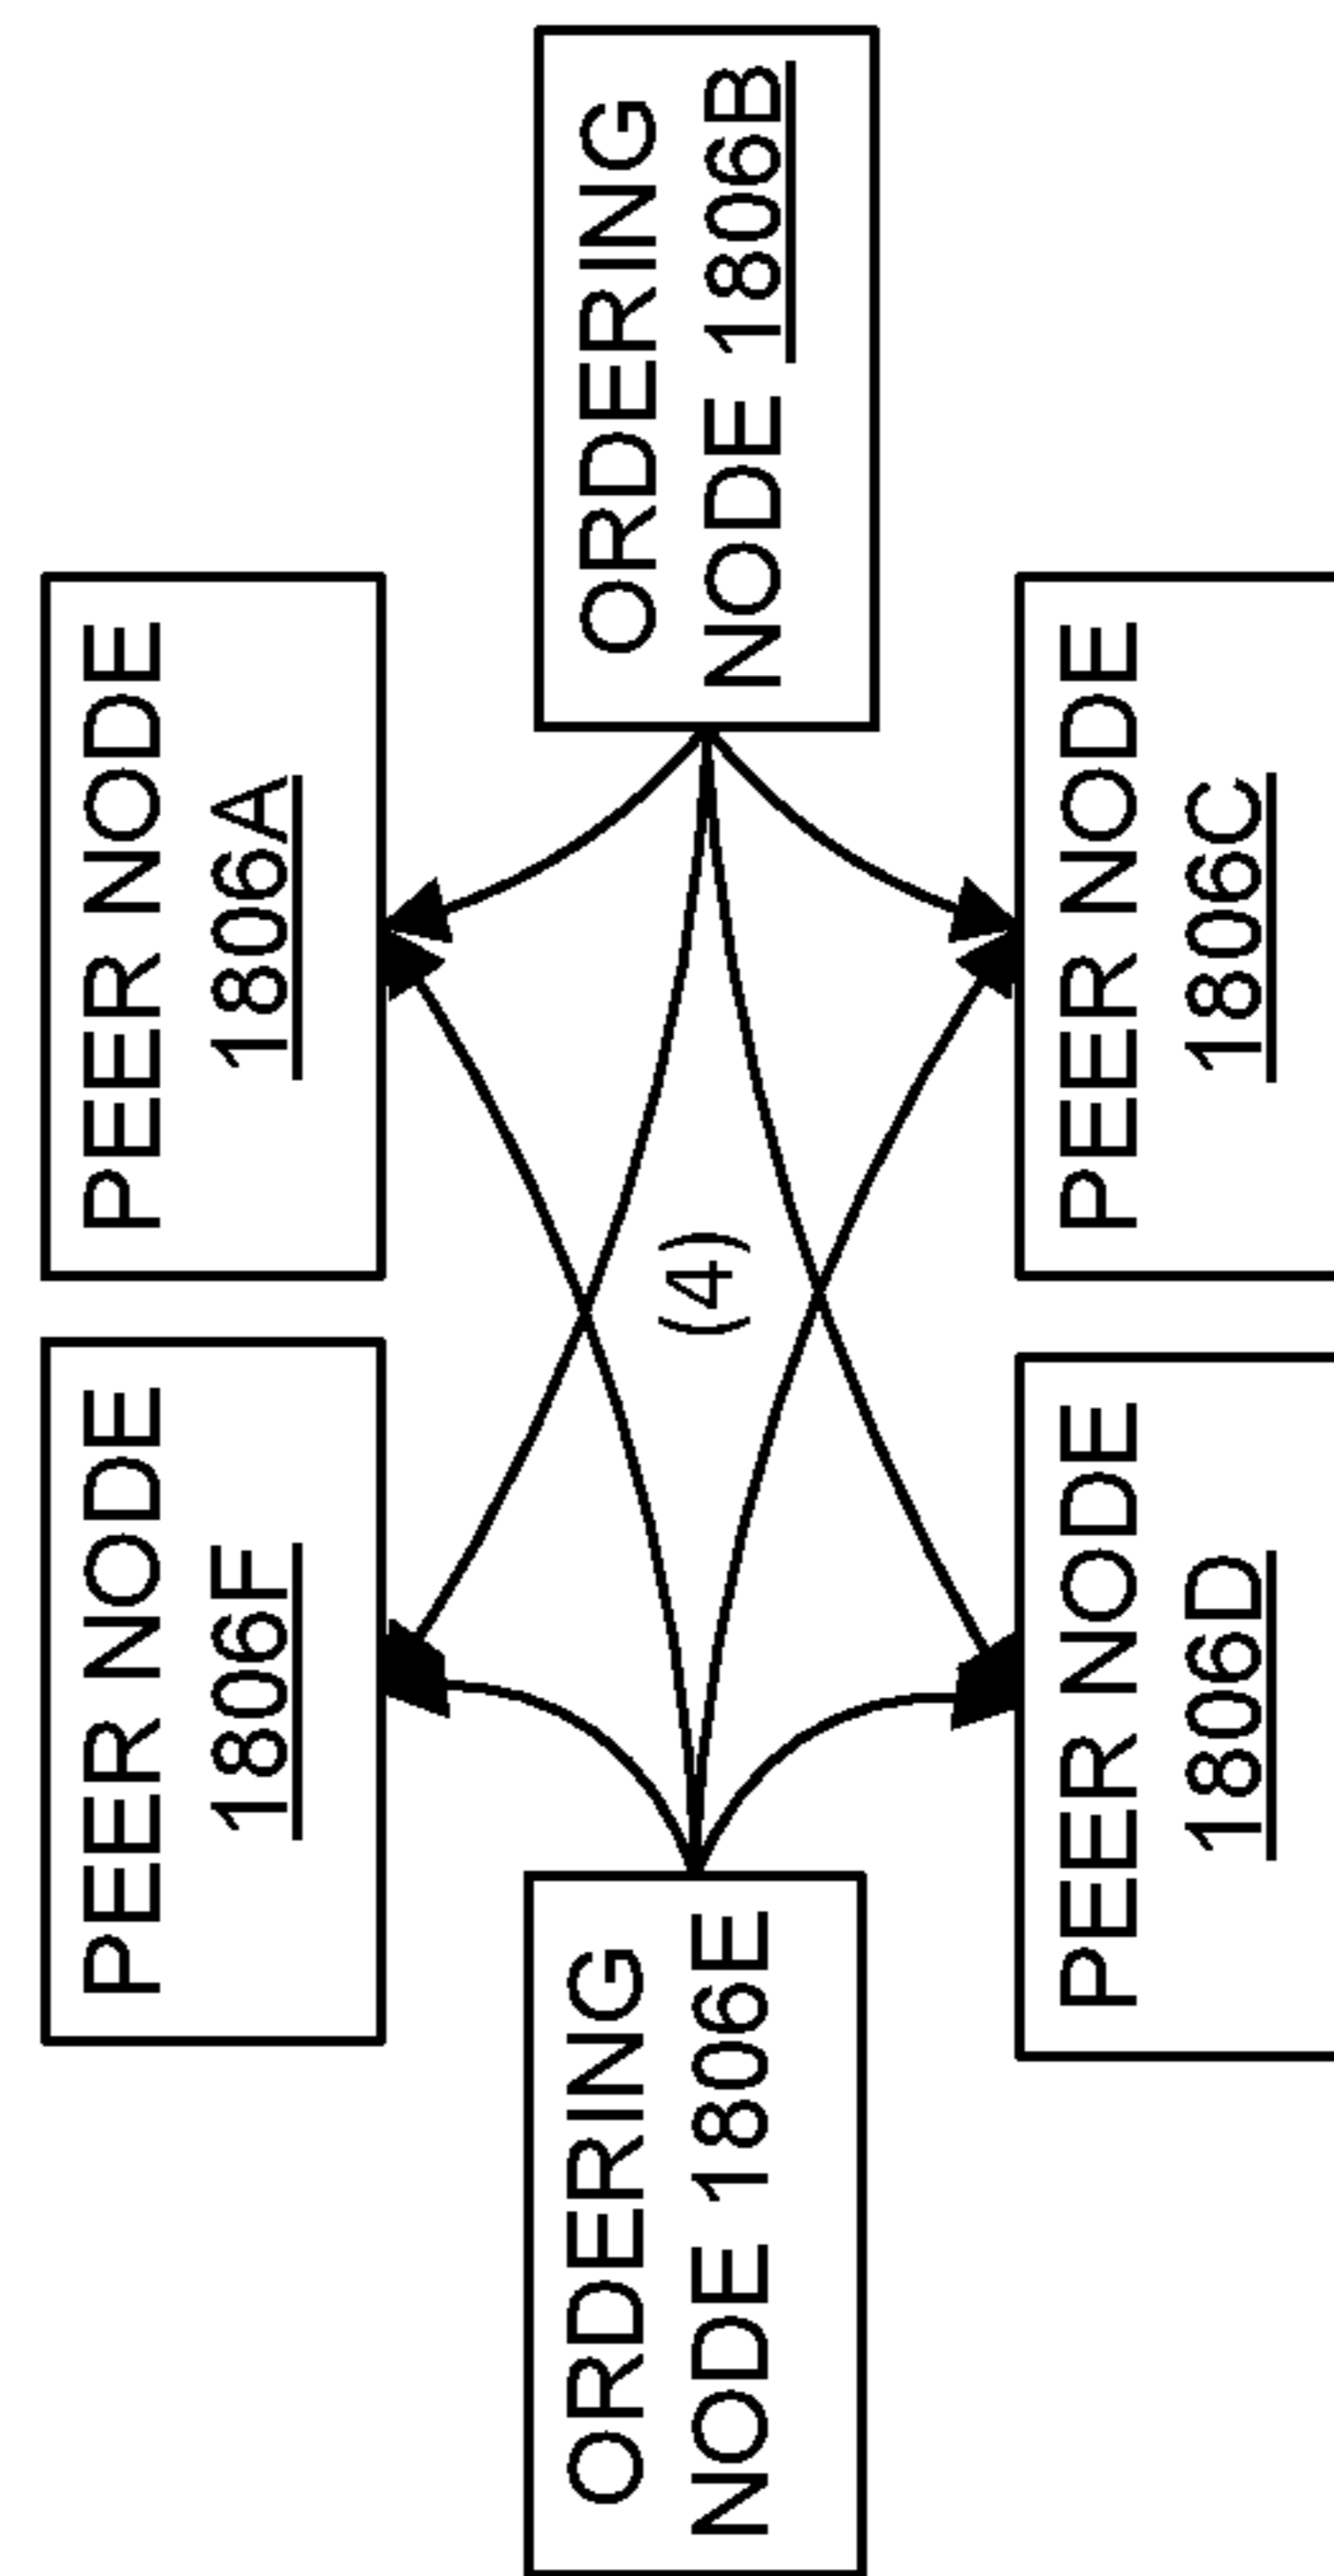 PEER NODE
1806F
PEER NODE
1806A
ORDERING
NODE 1806E
(4)
ORDERING
NODE 1806B
PEER NODE
1806D
PEER NODE
1806C